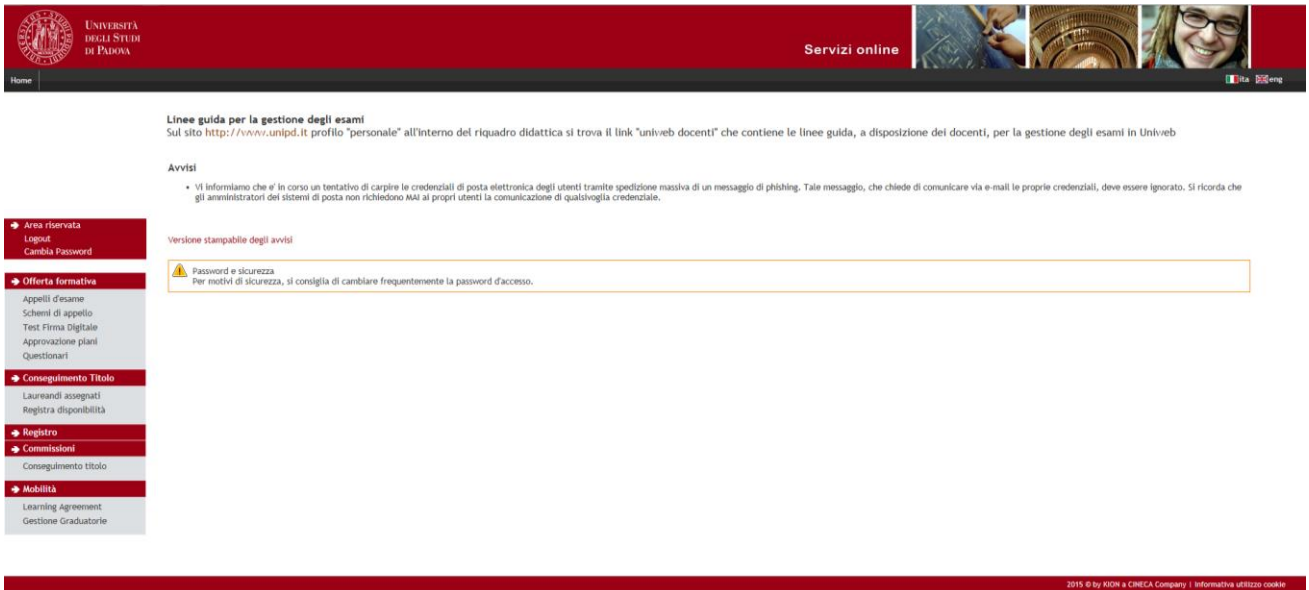 UNIVERSITÀ
DEGLI STUDI
DI PADOVA
Servizi online
Home
ita eng
Linee guida per la gestione degli esami
Sul sito http://www.unipd.it profilo "personale" all'interno del riquadro didattica si trova il link "uniweb docenti" che contiene le linee guida, a disposizione dei docenti, per la gestione degli esami in Uniweb
Avvisi
• Vi informiamo che e' in corso un tentativo di carpire le credenziali di posta elettronica degli utenti tramite spedizione massiva di un messaggio di phishing. Tale messaggio, che chiede di comunicare via e-mail le proprie credenziali, deve essere ignorato. Si ricorda che
gli amministratori dei sistemi di posta non richiedono MAI ai propri utenti la comunicazione di qualsivoglia credenziale.
Versione stampabile degli avvisi
Password e sicurezza
Per motivi di sicurezza, si consiglia di cambiare frequentemente la password d'accesso.
Area riservata
Logout
Cambia Password
Offerta formativa
Appelli d'esame
Schemi di appello
Test Firma Digitale
Approvazione piani
Questionari
Conseguimento Titolo
Laureandi assegnati
Registra disponibilità
Registro
Commissioni
Conseguimento titolo
Mobilità
Learning Agreement
Gestione Graduatorie
2015 © by KION a CINECA Company | Informativa utilizzo cookie